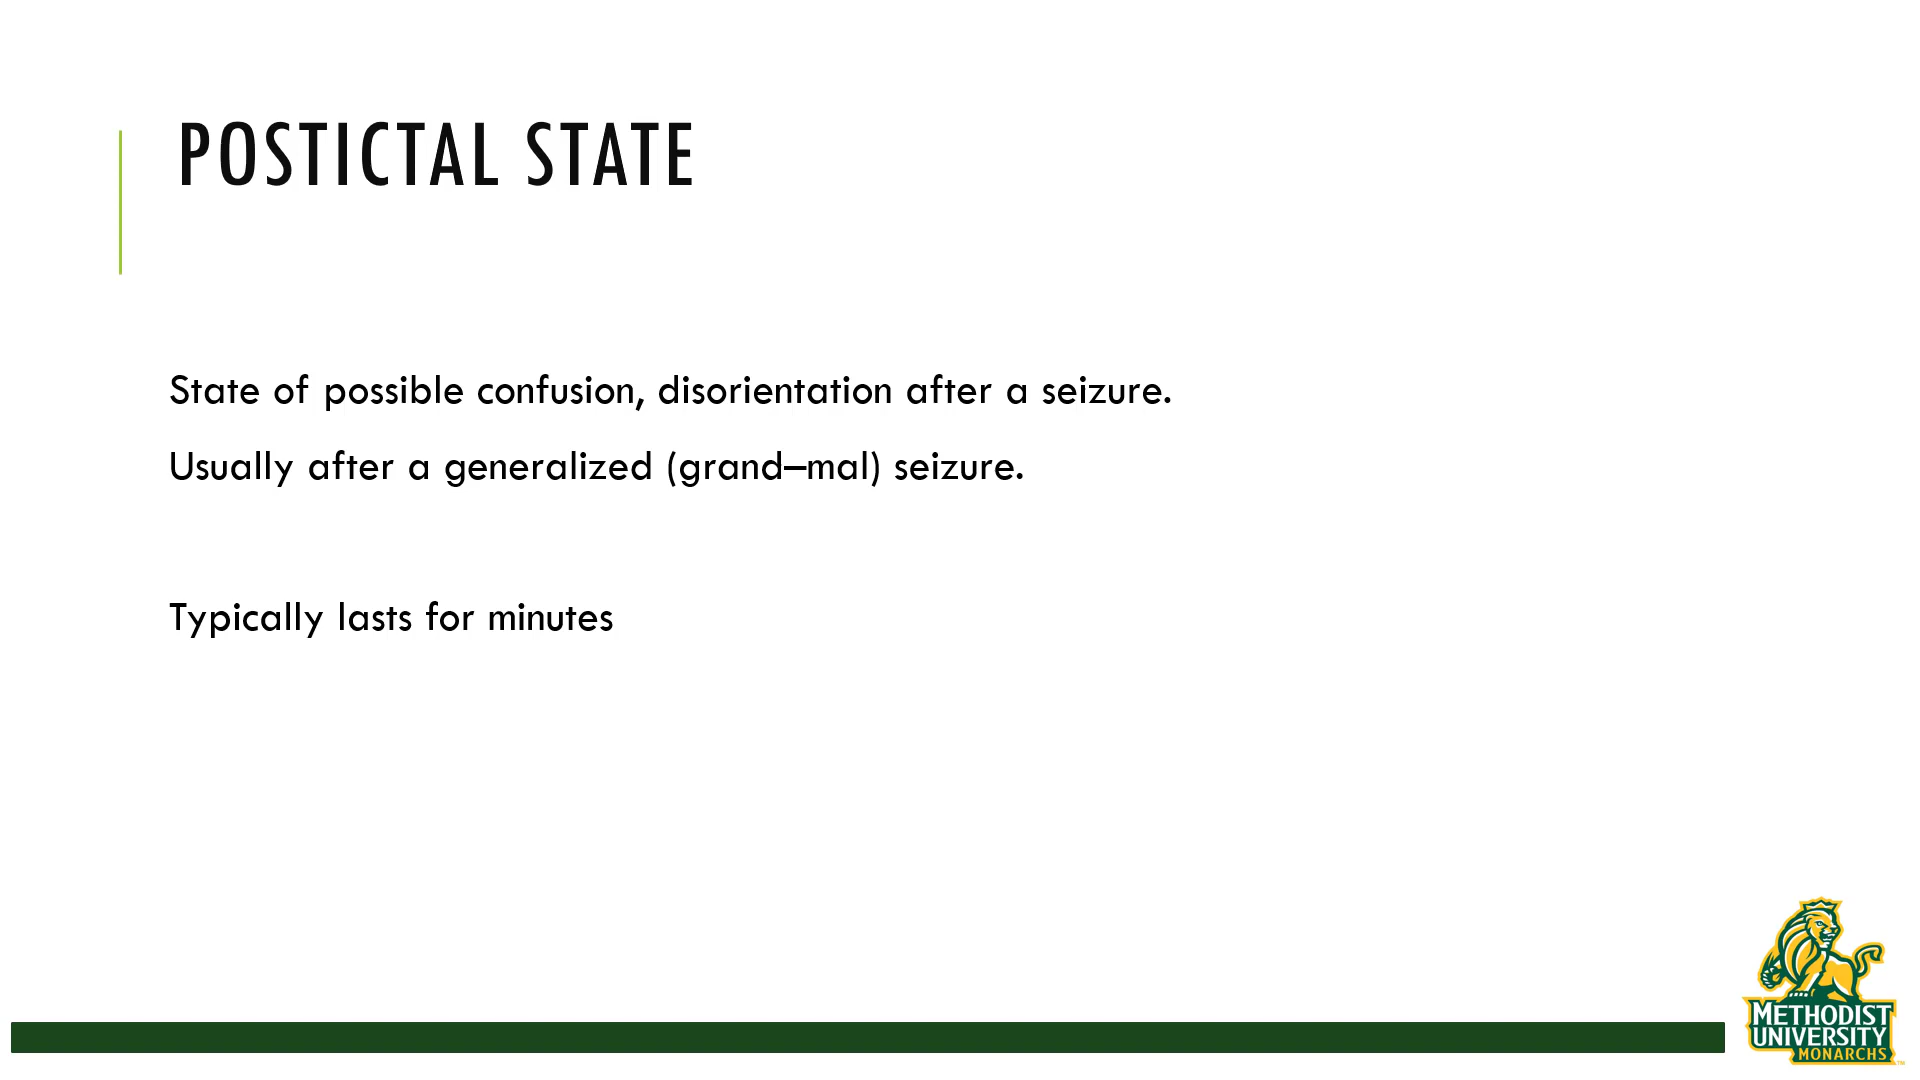 POSTICTAL STATE
State of possible confusion, disorientation after a seizure.
Usually after a generalized (grand–mal) seizure.
Typically lasts for minutes
METHODIST
UNIVERSITY
MONARCHS
TM